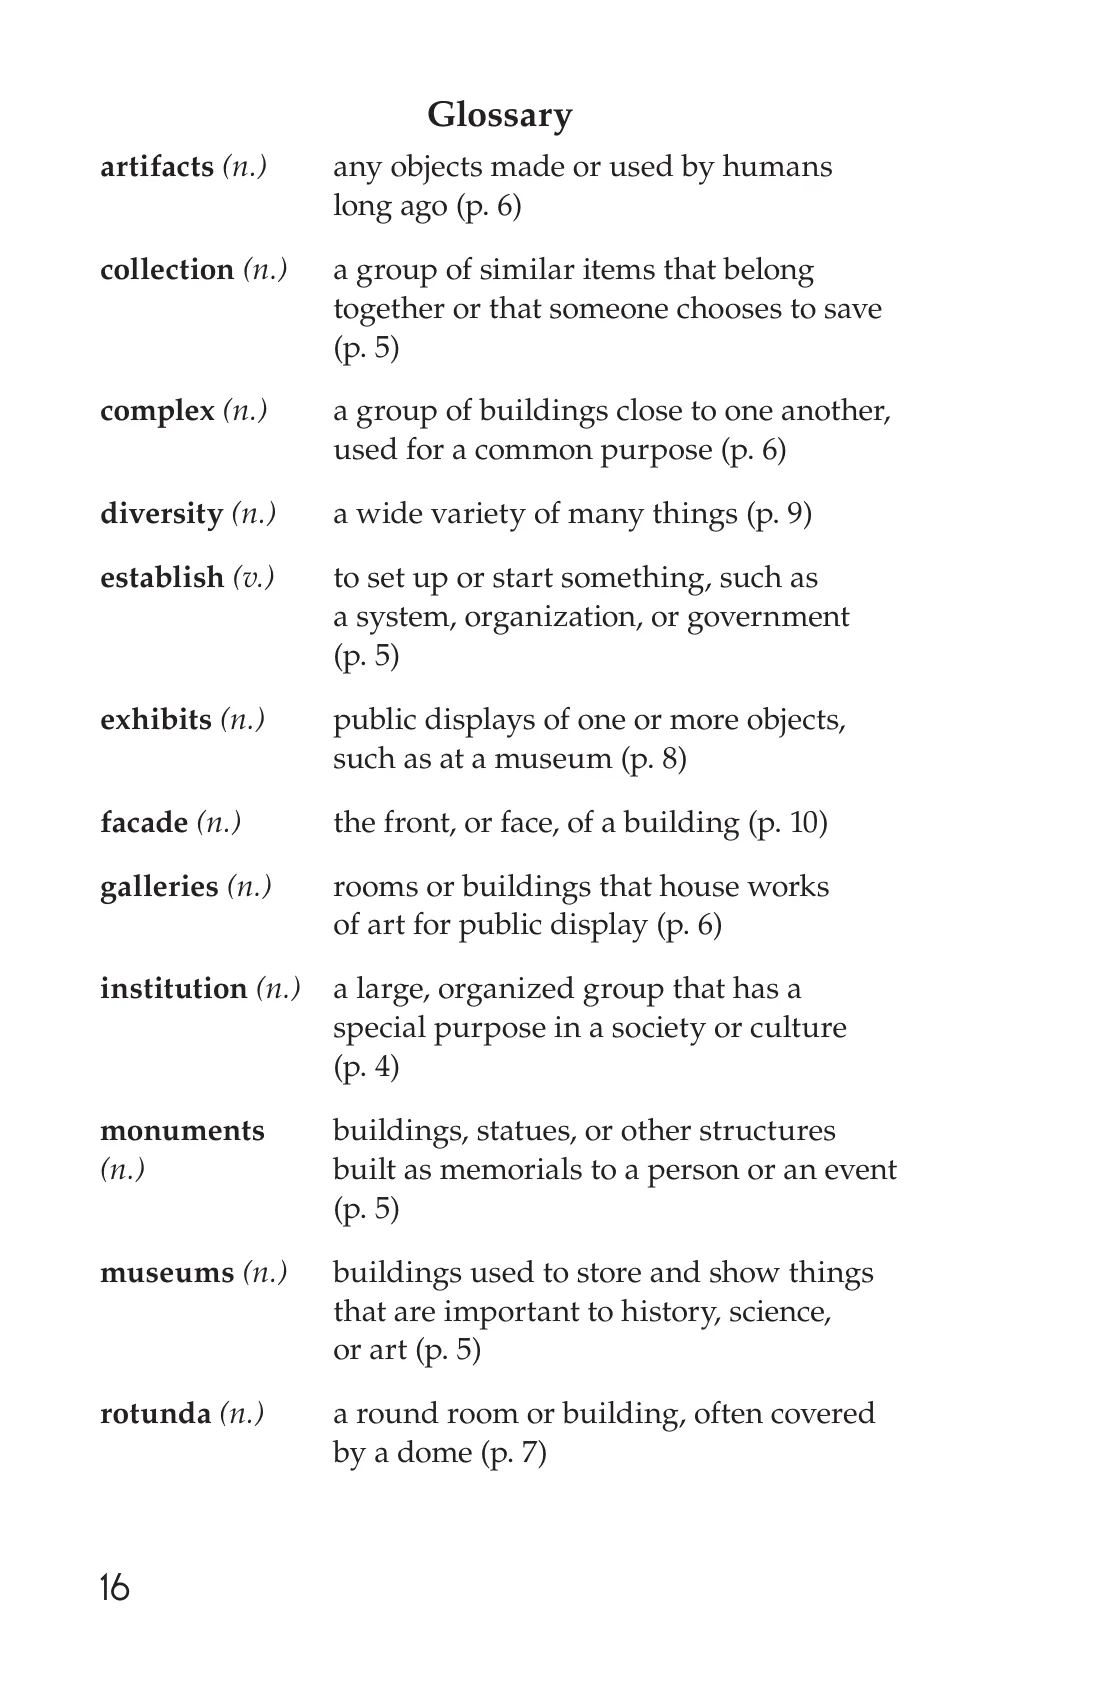 Glossary
artifacts (n.) any objects made or used by humans
long ago (p. 6)
collection (n.) a group of similar items that belong
together or that someone chooses to save
(p. 5)
complex (n.) a group of buildings close to one another,
used for a common purpose (p. 6)
diversity (n.) a wide variety of many things (p. 9)
establish (v.) to set up or start something, such as
a system, organization, or government
(p. 5)
exhibits (n.) public displays of one or more objects,
such as at a museum (p. 8)
facade (n.) the front, or face, of a building (p. 10)
galleries (n.) rooms or buildings that house works
of art for public display (p. 6)
institution (n.) a large, organized group that has a
special purpose in a society or culture
(p. 4)
monuments buildings, statues, or other structures
(n.) built as memorials to a person or an event
(p. 5)
museums (n.) buildings used to store and show things
that are important to history, science,
or art (p. 5)
rotunda (n.) a round room or building, often covered
by a dome (p. 7)
16